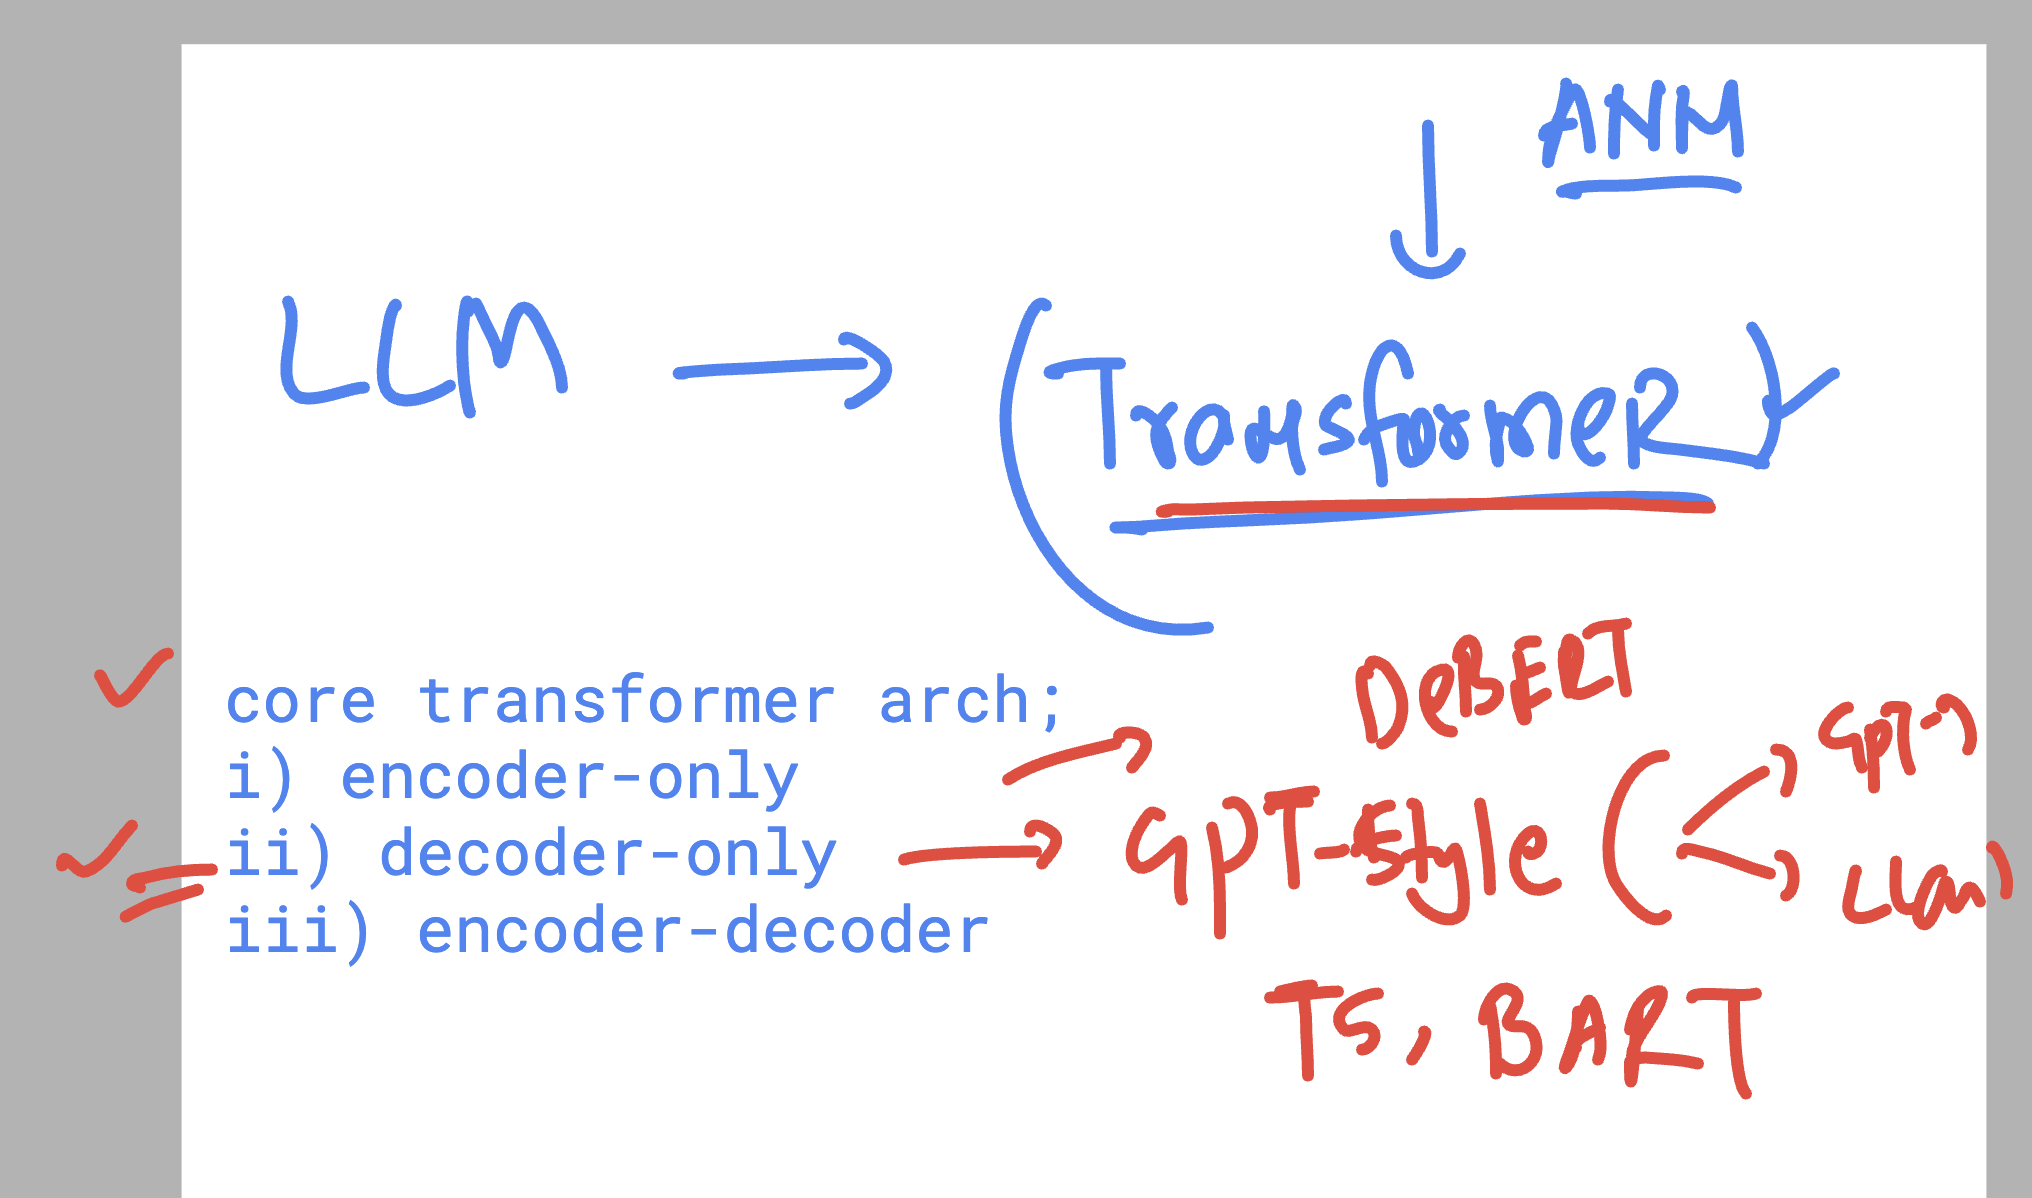 ANM
LLM → (Transformer)
DeBERT
core transformer arch;
i) encoder-only
ii) decoder-only → GPT-style (
GPT-)
Llam)
iii) encoder-decoder
T5, BART